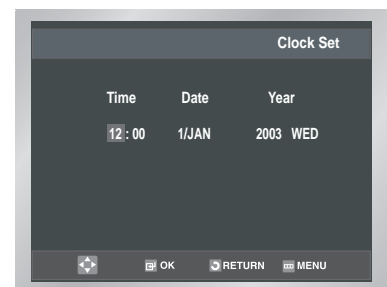 Clock Set
Time Date Year
12 : 00 1/JAN 2003 WED
OK RETURN MENU